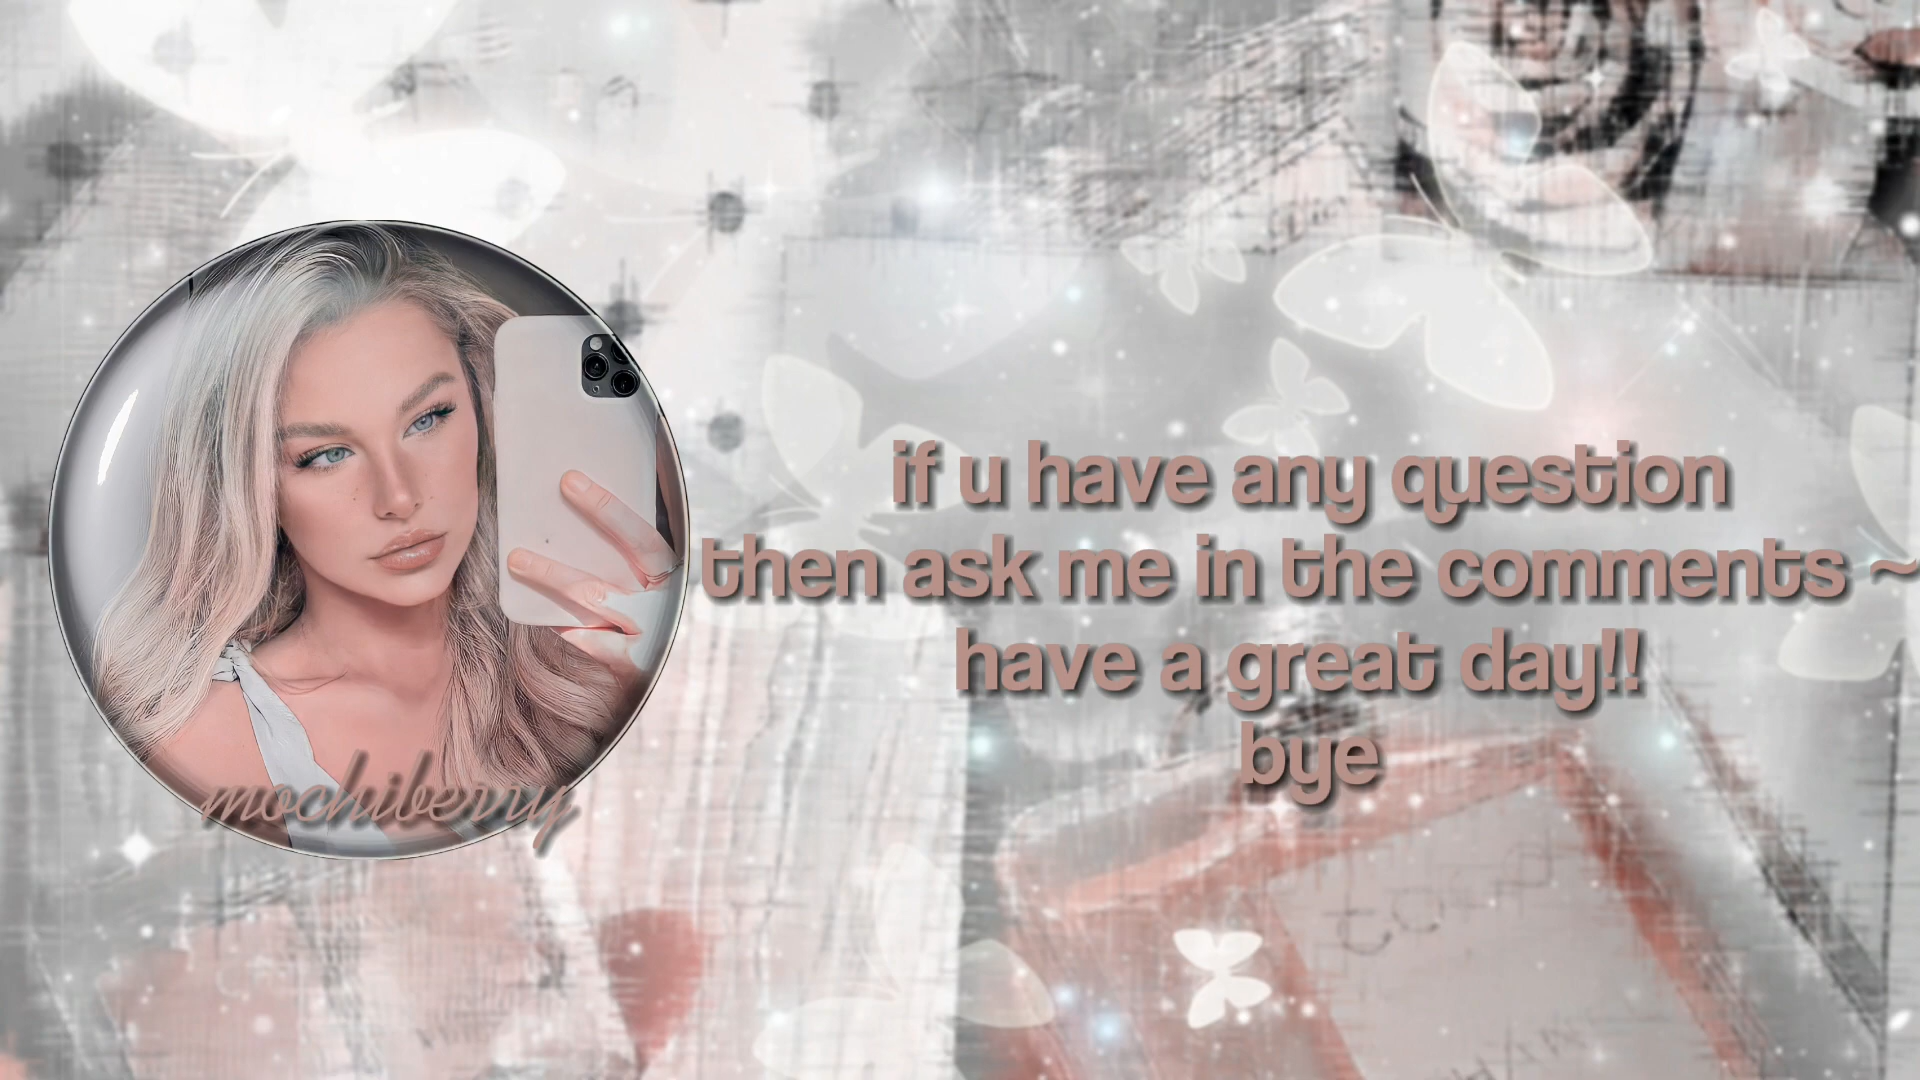 if u have any question
then ask me in the comments ~
have a great day!!
bye
mochiberry